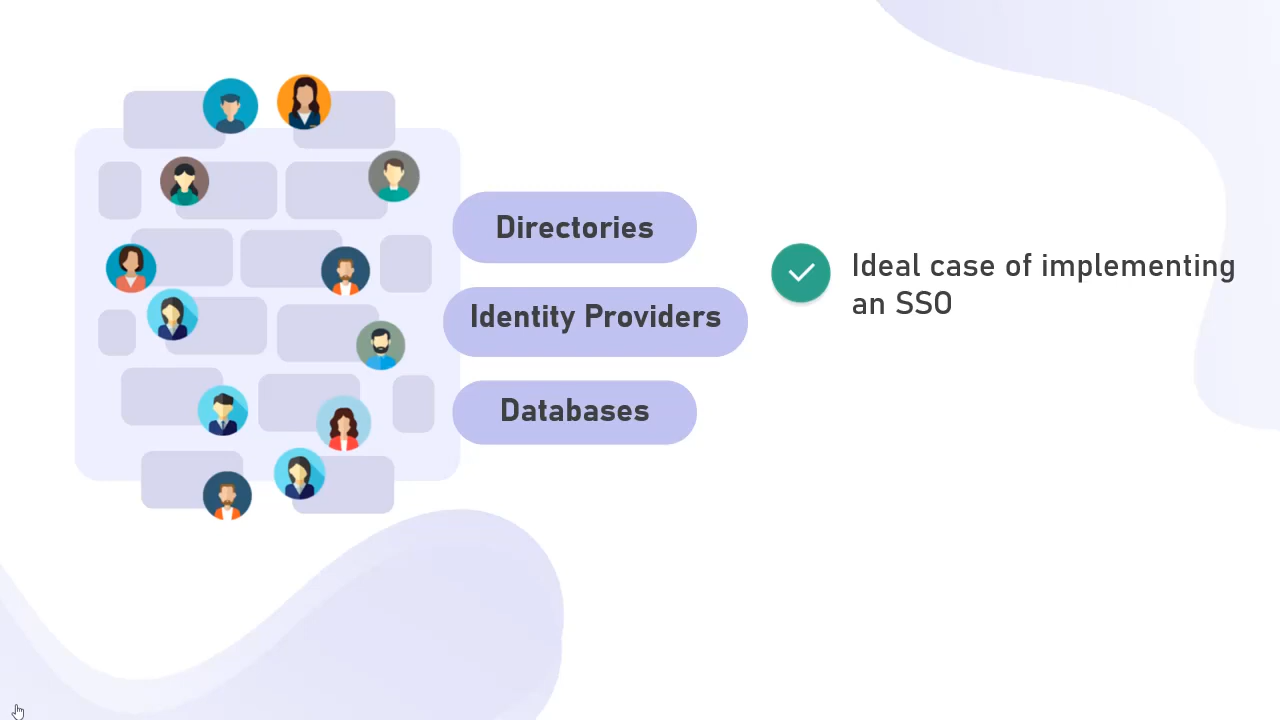 Directories
Identity Providers
Databases
Ideal case of implementing
an SSO